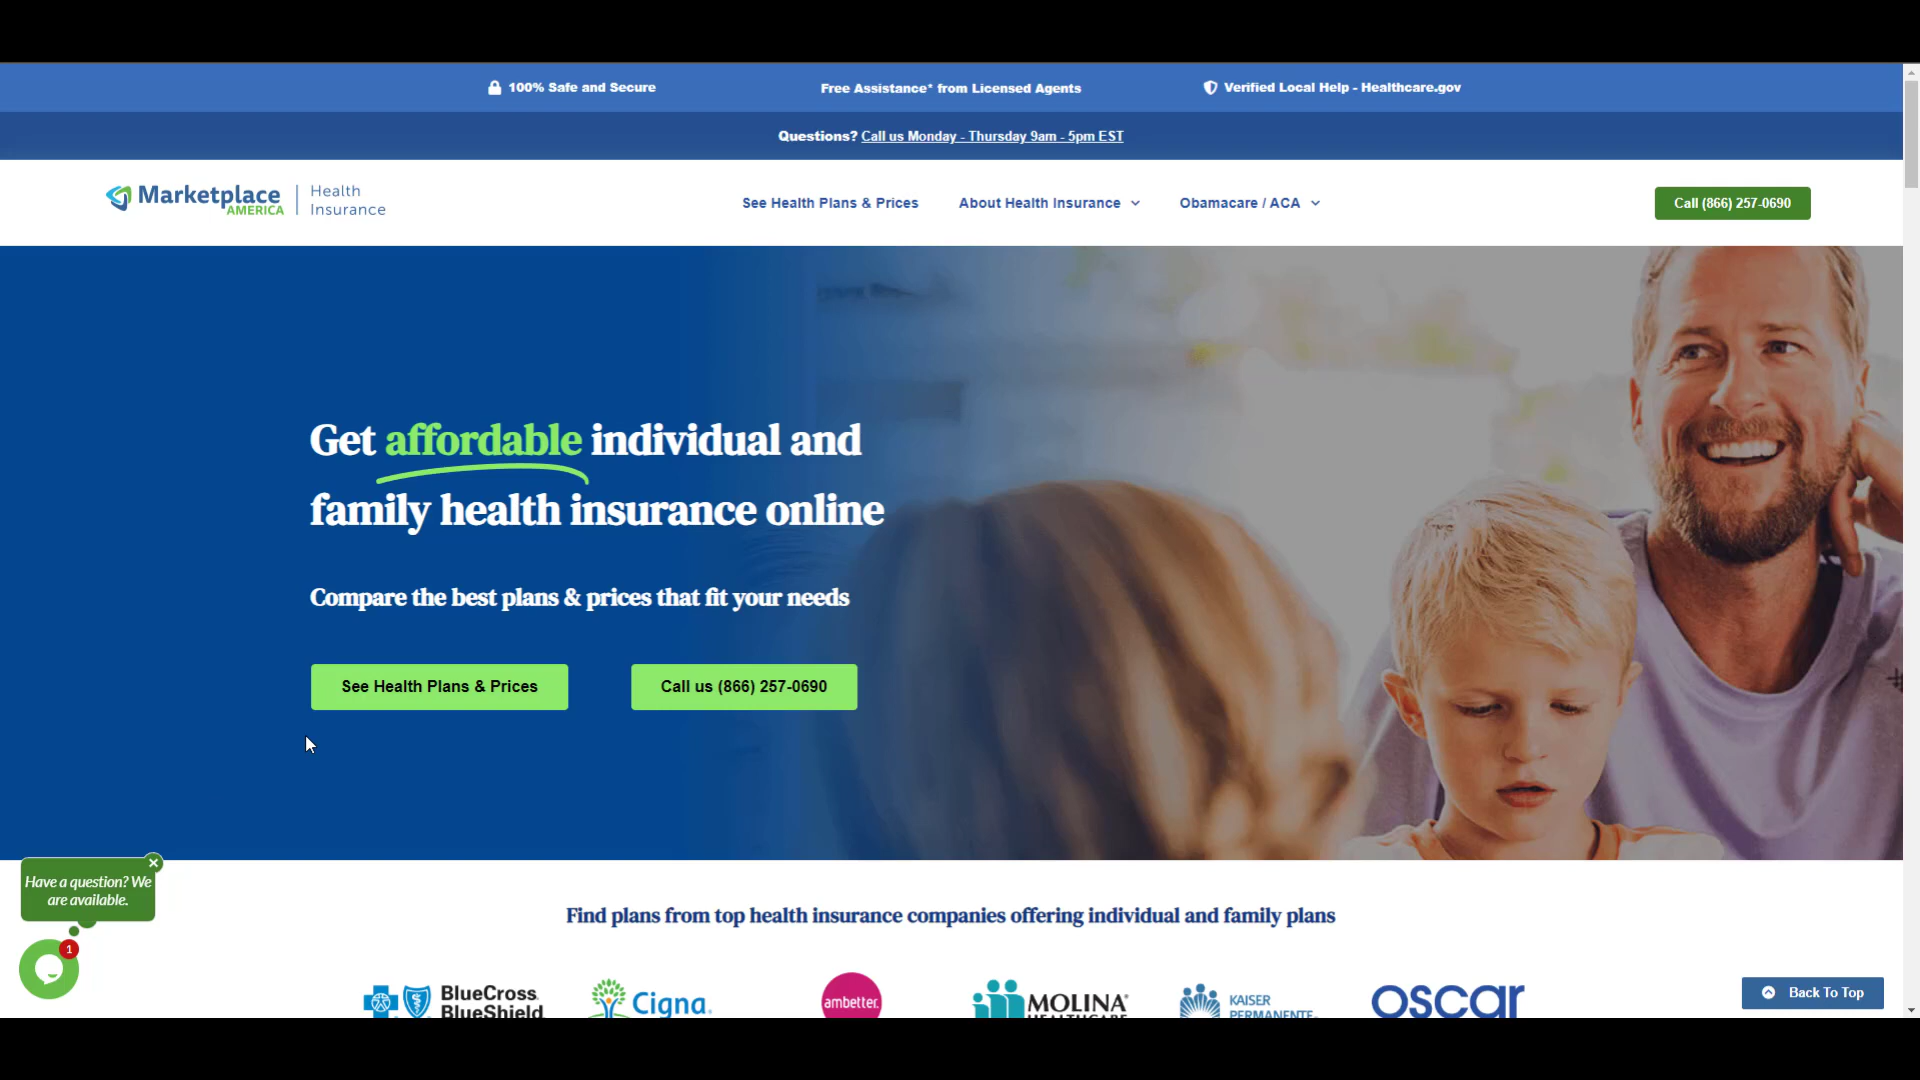 100% Safe and Secure
Free Assistance* from Licensed Agents
Verified Local Help - Healthcare.gov
Questions? Call us Monday - Thursday 9am - 5pm EST
Marketplace
AMERICA
Health
Insurance
See Health Plans & Prices
About Health Insurance
Obamacare / ACA
Call (866) 257-0690
Get affordable individual and
family health insurance online
Compare the best plans & prices that fit your needs
See Health Plans & Prices
Call us (866) 257-0690
Have a question? We
are available.
1
Find plans from top health insurance companies offering individual and family plans
BlueCross
BlueShield
Cigna
ambetter.
MOLINA
HEALTHCARE
KAISER
PERMANENTE
oscar
Back To Top